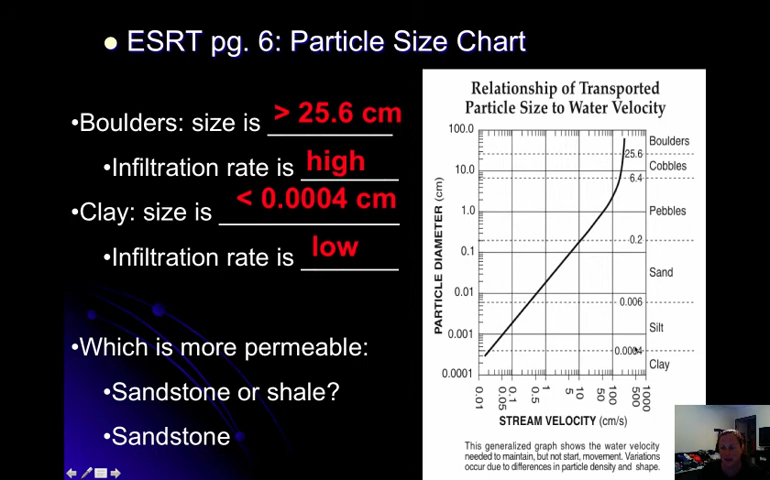 ESRT pg. 6: Particle Size Chart
•Boulders: size is > 25.6 cm
•Infiltration rate is high
•Clay: size is < 0.0004 cm
•Infiltration rate is low
•Which is more permeable:
•Sandstone or shale?
•Sandstone
Relationship of Transported
Particle Size to Water Velocity
PARTICLE DIAMETER (cm)
100.0
10.0
1.0
0.1
0.01
0.001
0.0001
Boulders
25.6
Cobbles
6.4
Pebbles
0.2
Sand
0.006
Silt
0.0004
Clay
0.01
0.05
0.1
0.5
1
5
10
50
100
500
1000
STREAM VELOCITY (cm/s)
This generalized graph shows the water velocity
needed to maintain, but not start, movement. Variations
occur due to differences in particle density and shape.